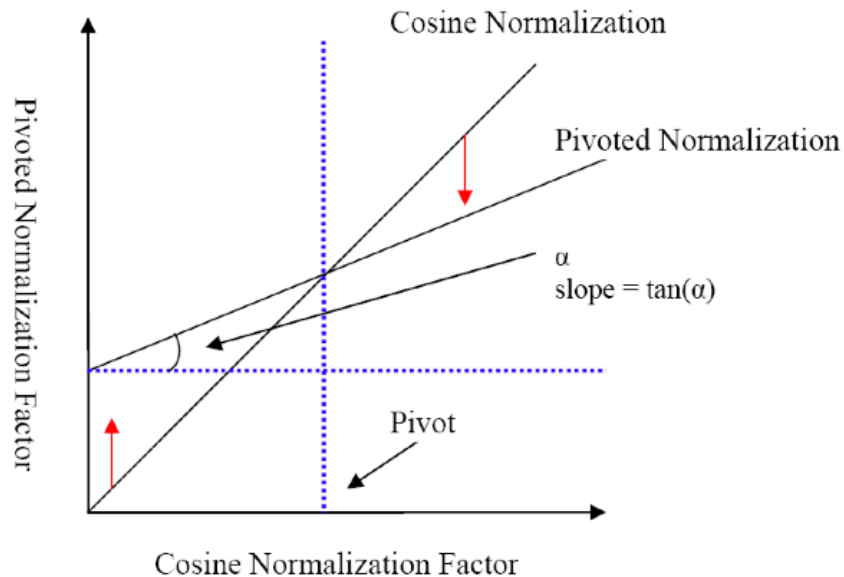 Cosine Normalization
Pivoted Normalization
α
slope = tan(α)
Pivot
Pivoted Normalization Factor
Cosine Normalization Factor